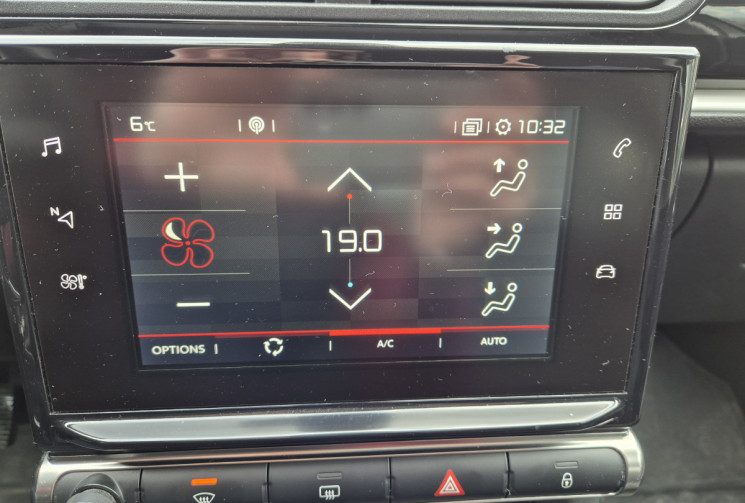 6°C 10:32
N
19.0
OPTIONS A/C AUTO